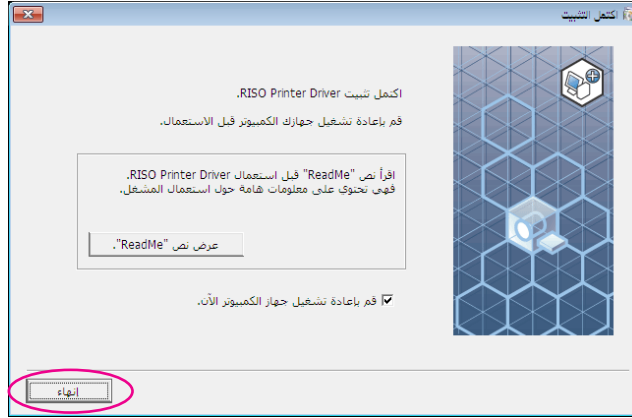 اكتمل التثبيت
اكتمل تثبيت RISO Printer Driver.
قم بإعادة تشغيل جهازك الكمبيوتر قبل الاستعمال.
اقرأ نص "ReadMe" قبل استعمال RISO Printer Driver.
فهي تحتوي على معلومات هامة حول استعمال المشغل.
عرض نص "ReadMe".
قم بإعادة تشغيل جهاز الكمبيوتر الآن.
إنهاء